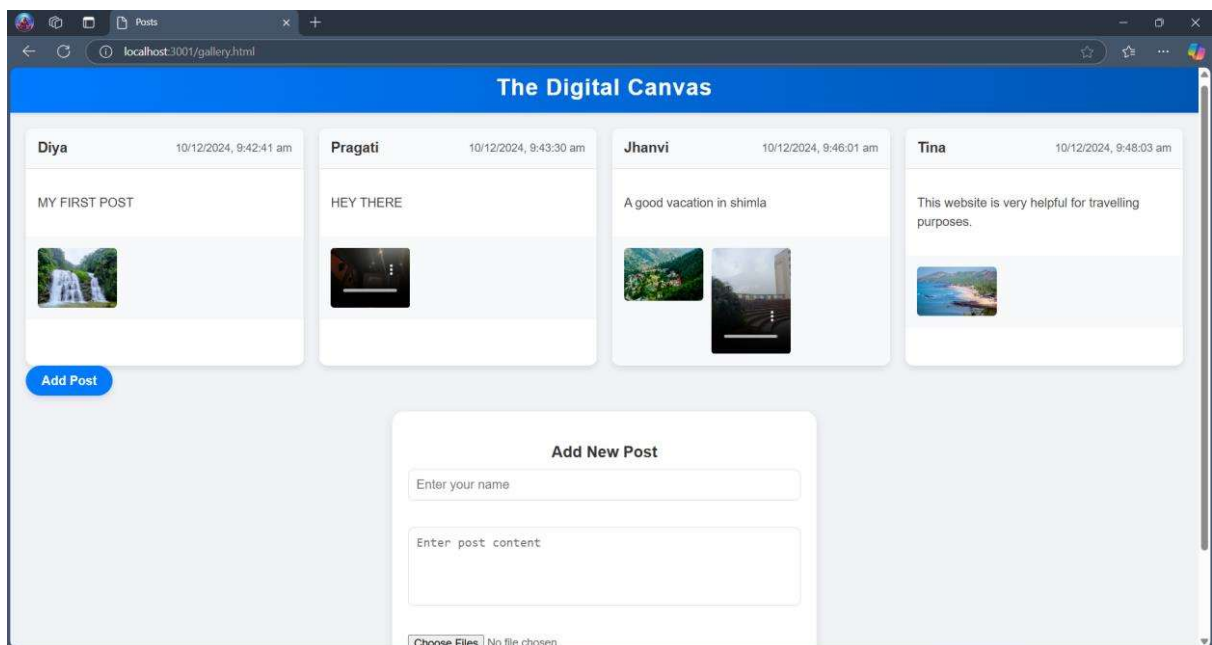 Posts
localhost:3001/gallery.html
The Digital Canvas
Diya 10/12/2024, 9:42:41 am
MY FIRST POST
Pragati 10/12/2024, 9:43:30 am
HEY THERE
Jhanvi 10/12/2024, 9:46:01 am
A good vacation in shimla
Tina 10/12/2024, 9:48:03 am
This website is very helpful for travelling
purposes.
Add Post
Add New Post
Enter your name
Enter post content
Choose Files No file chosen